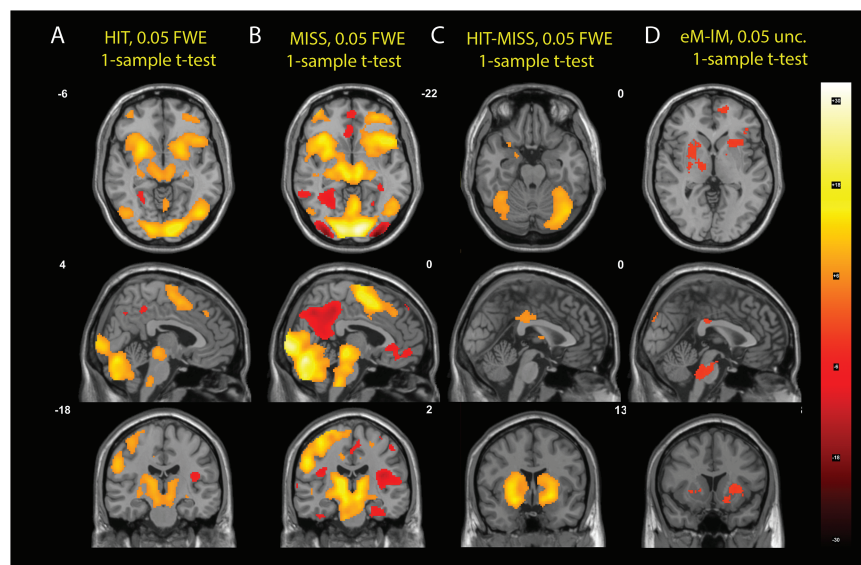 A HIT, 0.05 FWE
1-sample t-test
B MISS, 0.05 FWE
1-sample t-test
C HIT-MISS, 0.05 FWE
1-sample t-test
D eM-IM, 0.05 unc.
1-sample t-test
-6
-22
0
4
0
0
-18
2
13
+30
-30